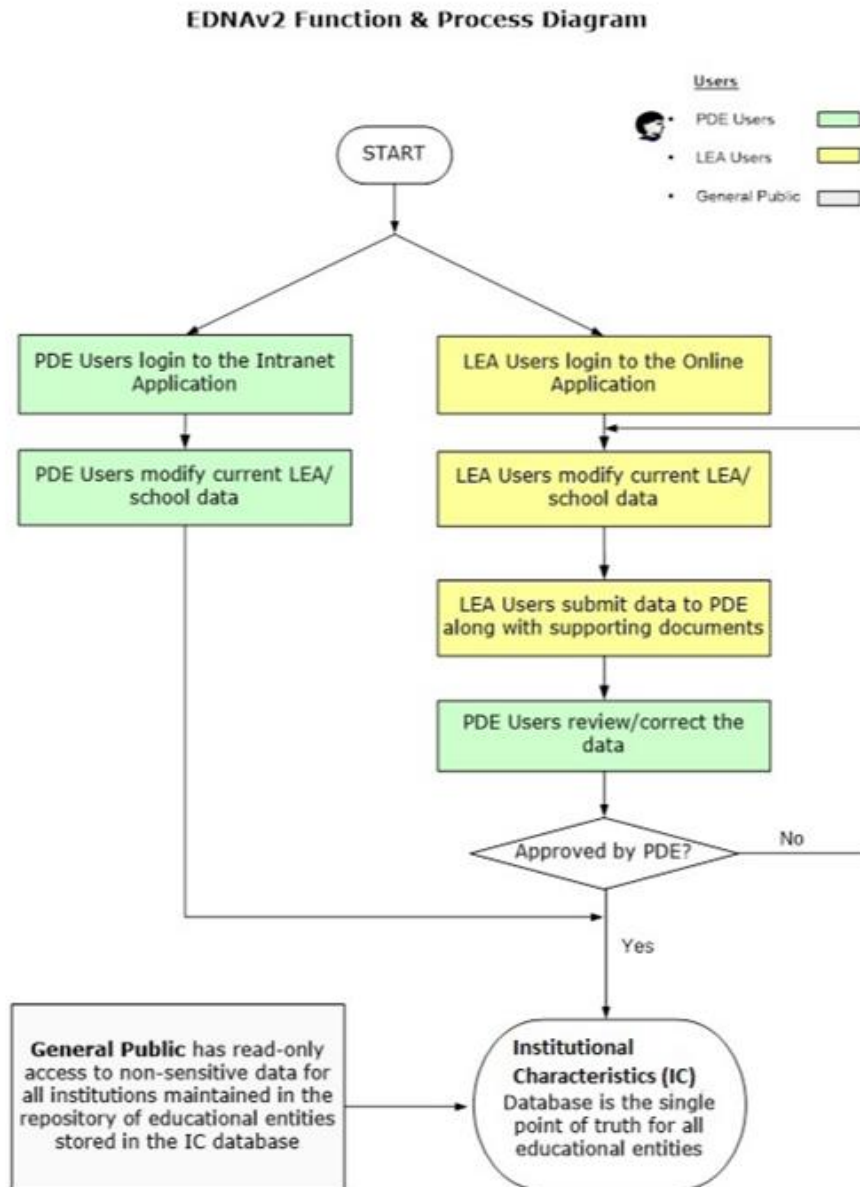 EDNAv2 Function & Process Diagram
Users
• PDE Users
• LEA Users
• General Public
START
PDE Users login to the Intranet
Application
LEA Users login to the Online
Application
PDE Users modify current LEA/
school data
LEA Users modify current LEA/
school data
LEA Users submit data to PDE
along with supporting documents
PDE Users review/correct the
data
Approved by PDE?
No
Yes
General Public has read-only
access to non-sensitive data for
all institutions maintained in the
repository of educational entities
stored in the IC database
Institutional
Characteristics (IC)
Database is the single
point of truth for all
educational entities